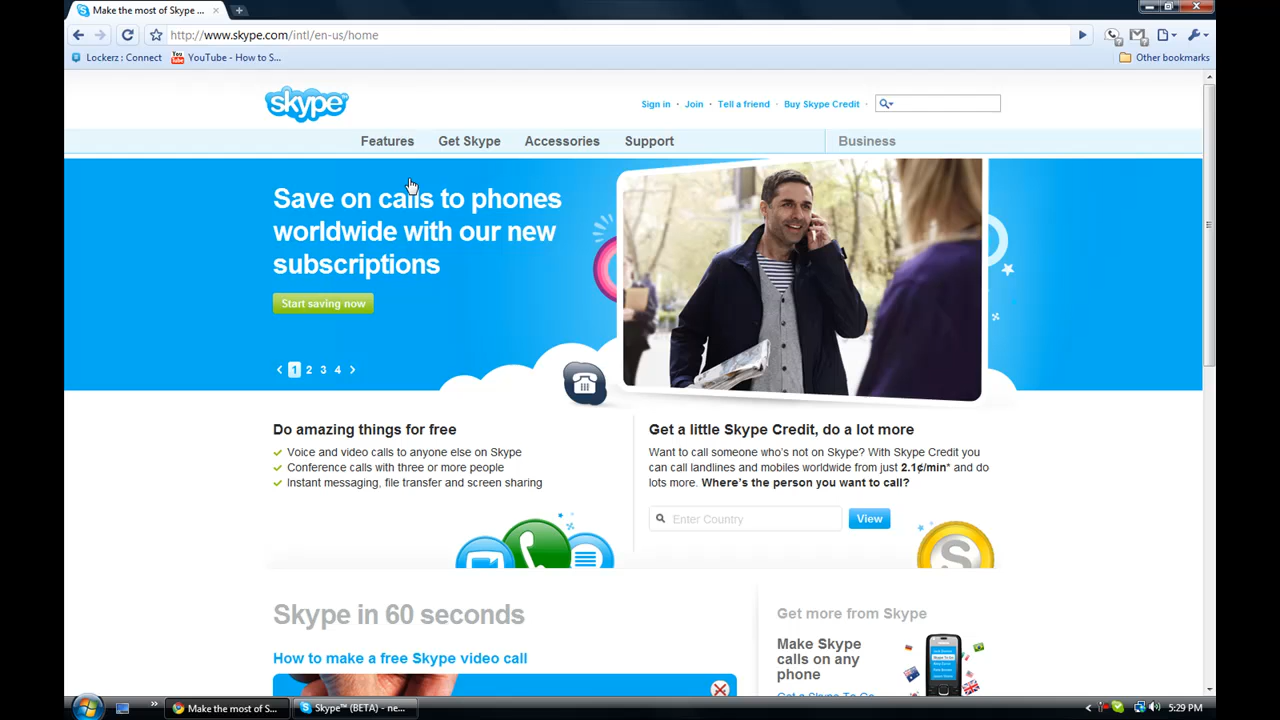 Make the most of Skype ...
http://www.skype.com/intl/en-us/home
Lockerz : Connect
YouTube - How to S...
Other bookmarks
skype
Sign in · Join · Tell a friend · Buy Skype Credit
Features
Get Skype
Accessories
Support
Business
Save on calls to phones
worldwide with our new
subscriptions
Start saving now
1 2 3 4
Do amazing things for free
Voice and video calls to anyone else on Skype
Conference calls with three or more people
Instant messaging, file transfer and screen sharing
Get a little Skype Credit, do a lot more
Want to call someone who's not on Skype? With Skype Credit you
can call landlines and mobiles worldwide from just 2.1¢/min* and do
lots more. Where's the person you want to call?
Enter Country
View
Skype in 60 seconds
How to make a free Skype video call
Get more from Skype
Make Skype
calls on any
phone
Get a Skype To Go
Make the most of S...
Skype™ (BETA) - ne...
5:29 PM